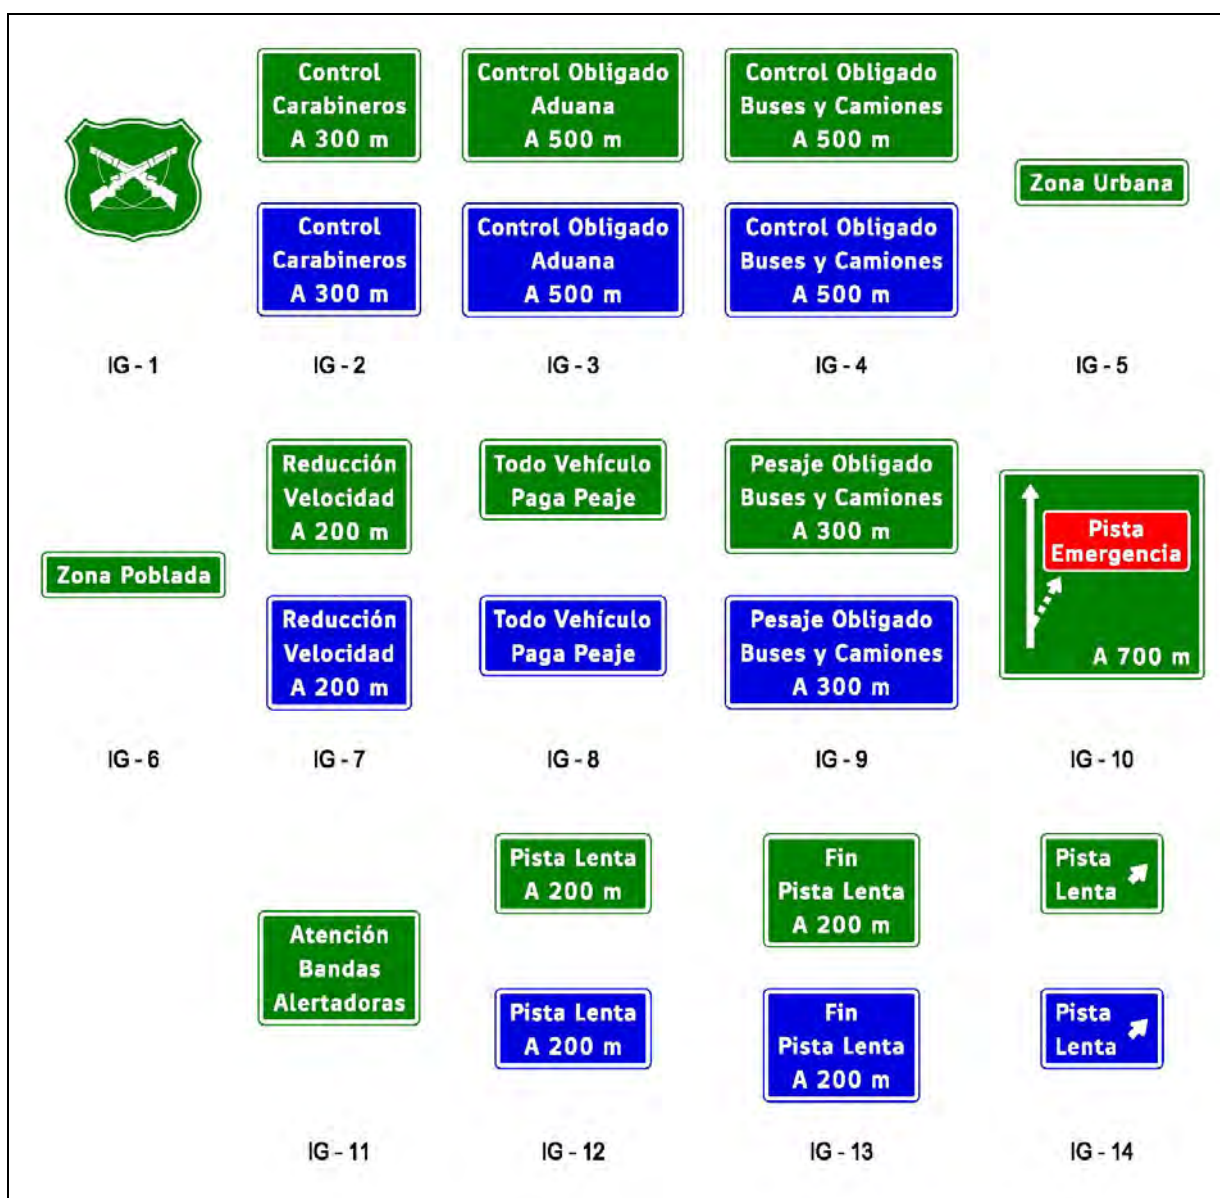 Control
Carabineros
A 300 m
Control Obligado
Aduana
A 500 m
Control Obligado
Buses y Camiones
A 500 m
Zona Urbana
Control
Carabineros
A 300 m
Control Obligado
Aduana
A 500 m
Control Obligado
Buses y Camiones
A 500 m
IG - 1
IG - 2
IG - 3
IG - 4
IG - 5
Zona Poblada
Reducción
Velocidad
A 200 m
Todo Vehículo
Paga Peaje
Pesaje Obligado
Buses y Camiones
A 300 m
Pista
Emergencia
A 700 m
Reducción
Velocidad
A 200 m
Todo Vehículo
Paga Peaje
Pesaje Obligado
Buses y Camiones
A 300 m
IG - 6
IG - 7
IG - 8
IG - 9
IG - 10
Atención
Bandas
Alertadoras
Pista Lenta
A 200 m
Fin
Pista Lenta
A 200 m
Pista
Lenta
Pista Lenta
A 200 m
Fin
Pista Lenta
A 200 m
Pista
Lenta
IG - 11
IG - 12
IG - 13
IG - 14